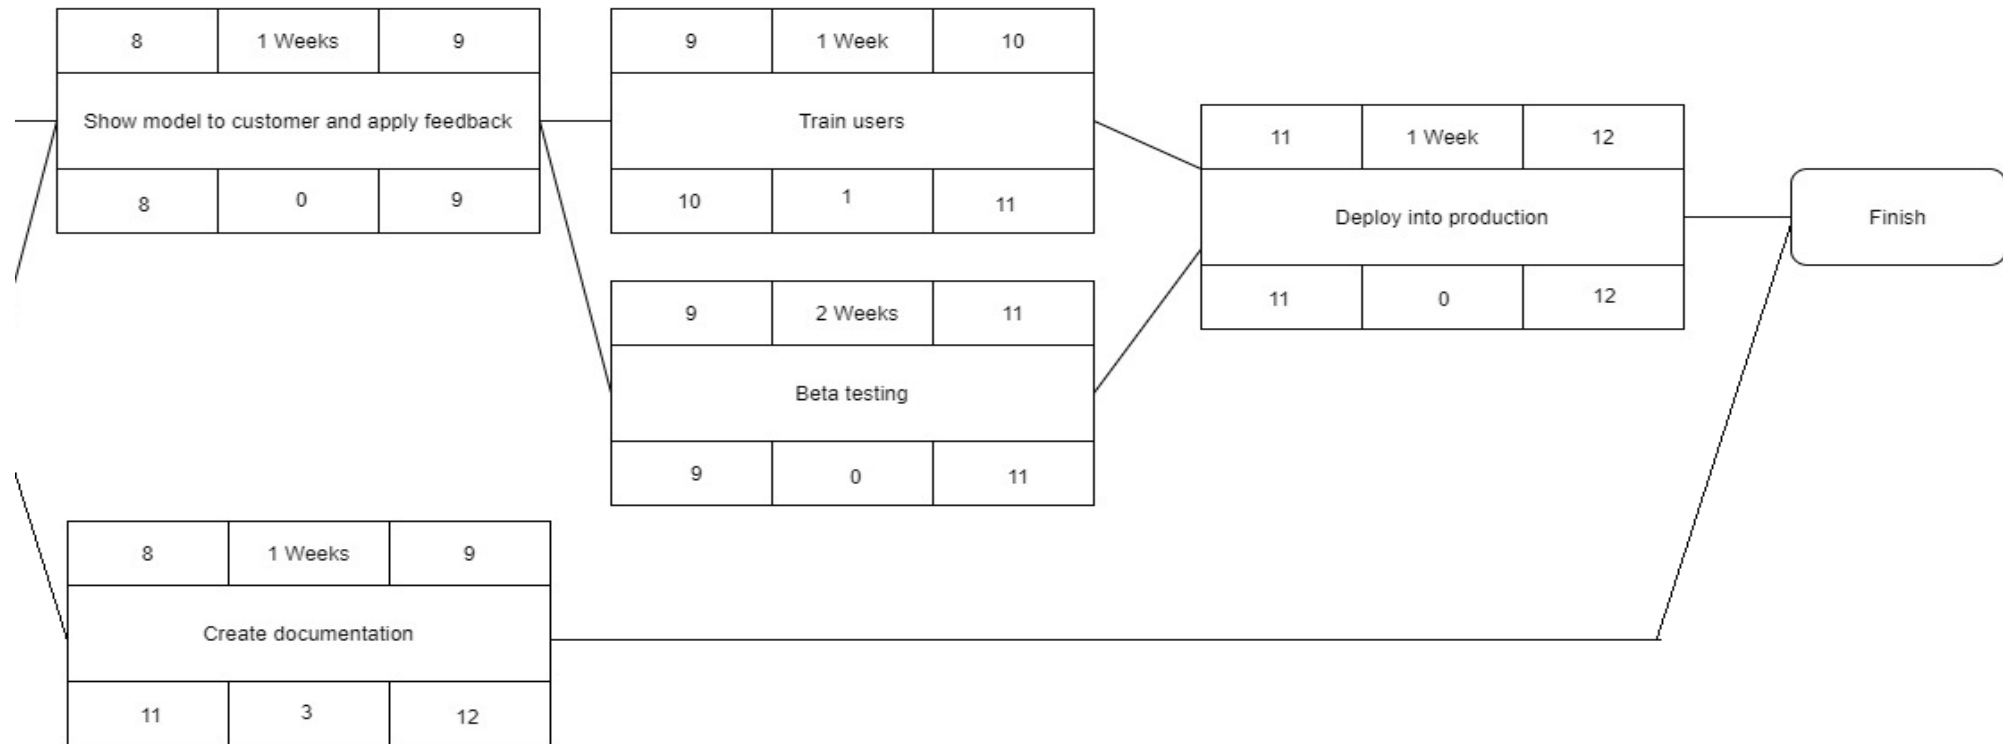 8 1 Weeks 9
Show model to customer and apply feedback
8 0 9
9 1 Week 10
Train users
10 1 11
9 2 Weeks 11
Beta testing
9 0 11
11 1 Week 12
Deploy into production
11 0 12
Finish
8 1 Weeks 9
Create documentation
11 3 12